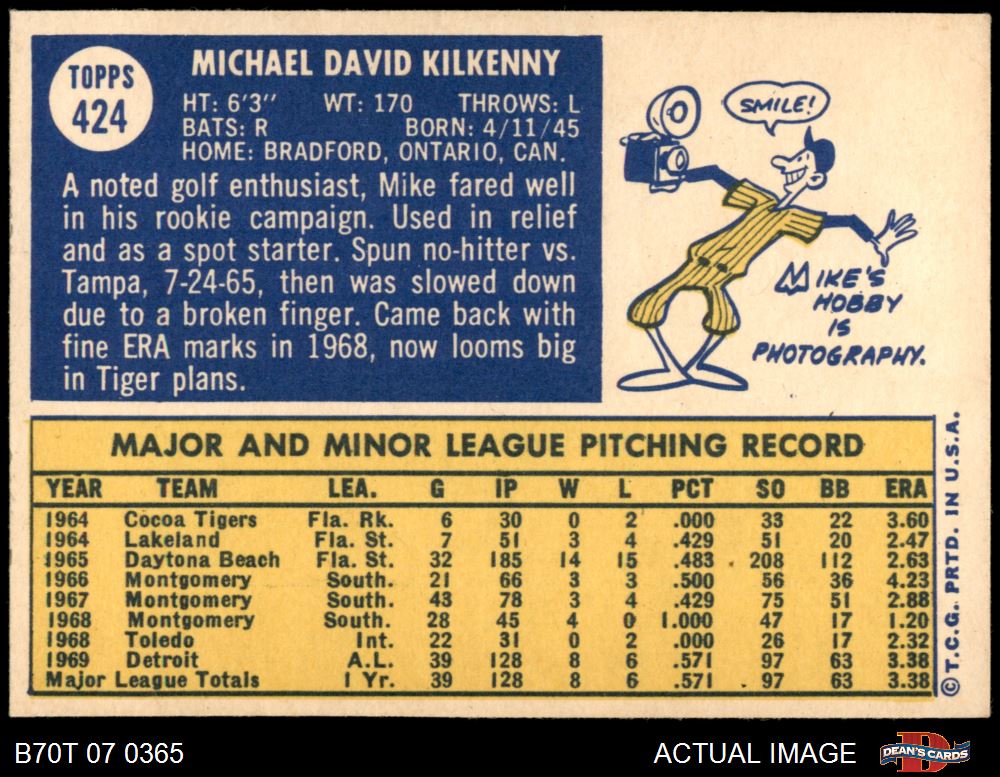 TOPPS
424
MICHAEL DAVID KILKENNY
HT: 6'3" WT: 170 THROWS: L
BATS: R BORN: 4/11/45
HOME: BRADFORD, ONTARIO, CAN.
A noted golf enthusiast, Mike fared well
in his rookie campaign. Used in relief
and as a spot starter. Spun no-hitter vs.
Tampa, 7-24-65, then was slowed down
due to a broken finger. Came back with
fine ERA marks in 1968, now looms big
in Tiger plans.
SMILE!
MIKE'S
HOBBY
IS
PHOTOGRAPHY.
MAJOR AND MINOR LEAGUE PITCHING RECORD
YEAR TEAM LEA. G IP W L PCT SO BB ERA
1964 Cocoa Tigers Fla. Rk. 6 30 0 2 .000 33 22 3.60
1964 Lakeland Fla. St. 7 51 3 4 .429 51 20 2.47
1965 Daytona Beach Fla. St. 32 185 14 15 .483 208 112 2.63
1966 Montgomery South. 21 66 3 3 .500 56 36 4.23
1967 Montgomery South. 43 78 3 4 .429 75 51 2.88
1968 Montgomery South. 28 45 4 0 1.000 47 17 1.20
1968 Toledo Int. 22 31 0 2 .000 26 17 2.32
1969 Detroit A.L. 39 128 8 6 .571 97 63 3.38
Major League Totals 1 Yr. 39 128 8 6 .571 97 63 3.38
© T.C.G. PRTD. IN U.S.A.
B70T 07 0365
ACTUAL IMAGE
DEAN'S CARDS